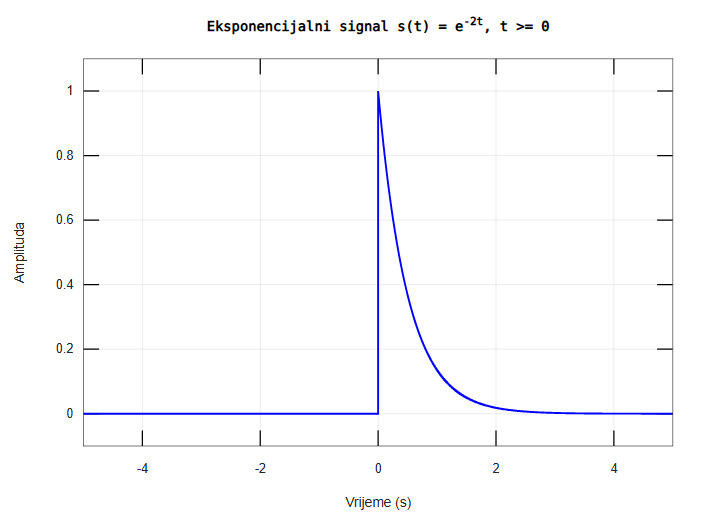 Eksponencijalni signal s(t) = e^-2t, t >= 0
1
0.8
0.6
0.4
0.2
0
Amplituda
-4 -2 0 2 4
Vrijeme (s)